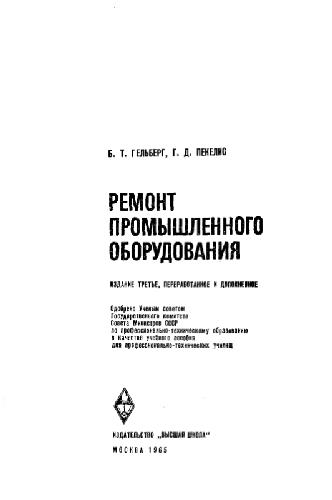 Б. Т. ГЕЛЬБЕРГ, Г. Д. ПЕКЕЛИС
РЕМОНТ
ПРОМЫШЛЕННОГО
ОБОРУДОВАНИЯ
ИЗДАНИЕ ТРЕТЬЕ, ПЕРЕРАБОТАННОЕ И ДОПОЛНЕННОЕ
Одобрено Ученым советом
Государственного комитета
Совета Министров СССР
по профессионально-техническому образованию
в качестве учебного пособия
для профессионально-технических училищ
ИЗДАТЕЛЬСТВО „ВЫСШАЯ ШКОЛА“
МОСКВА 1965